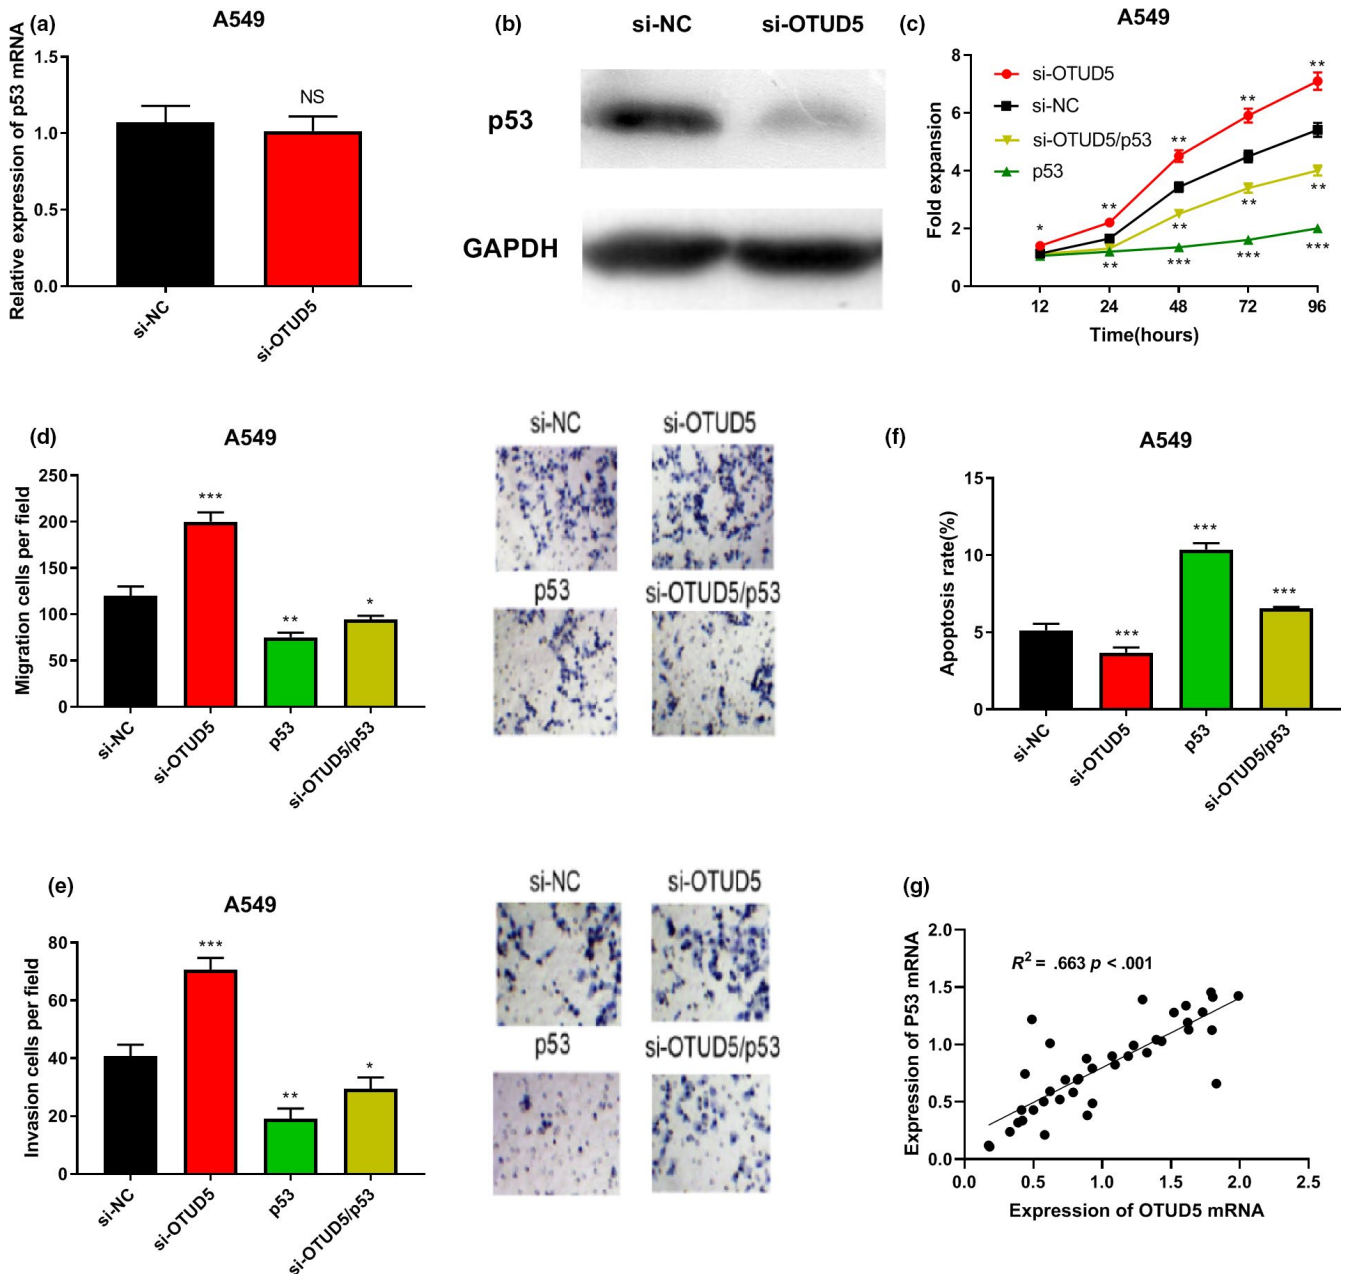 (a)
A549
Relative expression of p53 mRNA
1.5
1.0
0.5
0.0
NS
si-NC
si-OTUD5
(b)
si-NC
si-OTUD5
p53
GAPDH
(c)
A549
Fold expansion
8
6
4
2
0
si-OTUD5
si-NC
si-OTUD5/p53
p53
*
**
**
**
**
**
**
**
**
***
***
***
12
24
48
72
96
Time(hours)
(d)
A549
Migration cells per field
250
200
150
100
50
0
***
**
*
si-NC
si-OTUD5
p53
si-OTUD5/p53
si-NC
si-OTUD5
p53
si-OTUD5/p53
(f)
A549
Apoptosis rate(%)
15
10
5
0
***
***
***
si-NC
si-OTUD5
p53
si-OTUD5/p53
(e)
A549
Invasion cells per field
80
60
40
20
0
***
**
*
si-NC
si-OTUD5
p53
si-OTUD5/p53
si-NC
si-OTUD5
p53
si-OTUD5/p53
(g)
Expression of P53 mRNA
2.0
1.5
1.0
0.5
0.0
R² = .663 p < .001
0.0
0.5
1.0
1.5
2.0
2.5
Expression of OTUD5 mRNA